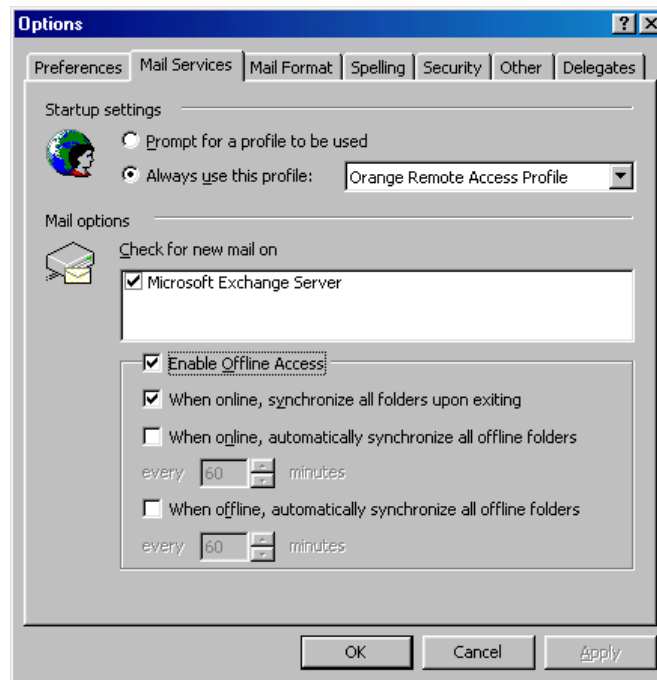 Options
Preferences Mail Services Mail Format Spelling Security Other Delegates
Startup settings
Prompt for a profile to be used
Always use this profile: Orange Remote Access Profile
Mail options
Check for new mail on
Microsoft Exchange Server
Enable Offline Access
When online, synchronize all folders upon exiting
When online, automatically synchronize all offline folders
every 60 minutes
When offline, automatically synchronize all offline folders
every 60 minutes
OK Cancel Apply